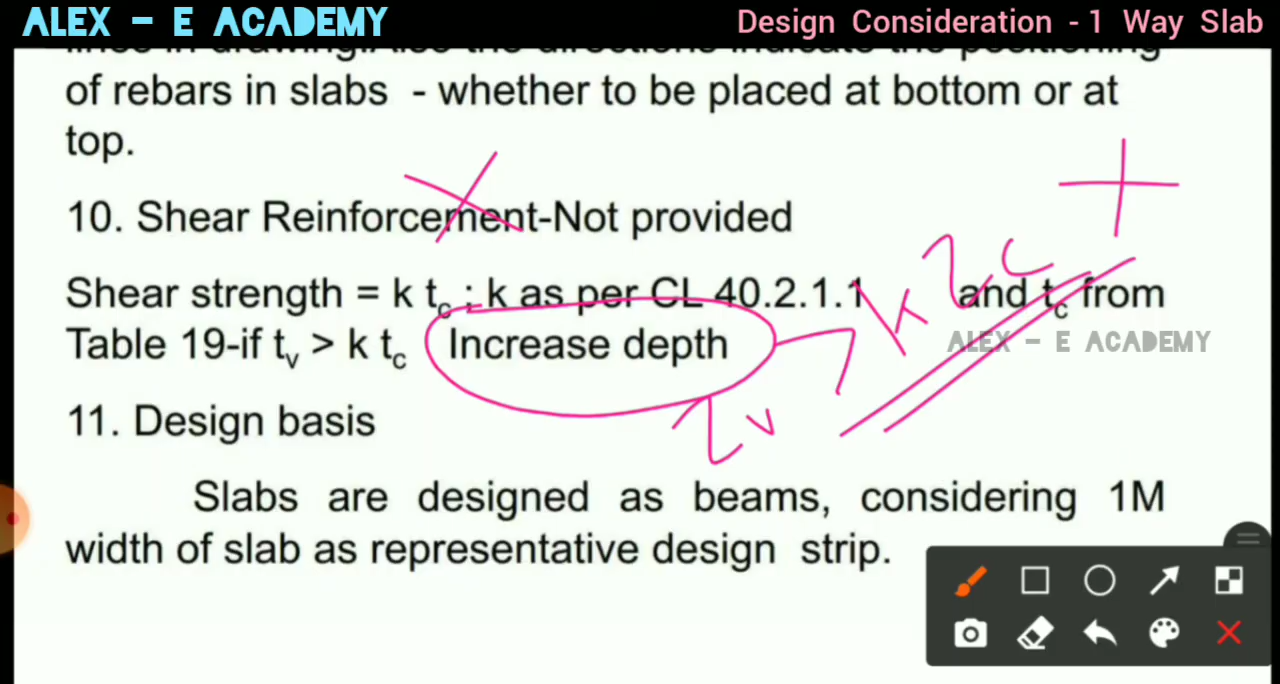 ALEX - E ACADEMY
Design Consideration - 1 Way Slab
of rebars in slabs - whether to be placed at bottom or at
top.
10. Shear Reinforcement-Not provided
Shear strength = k tc ; k as per CL 40.2.1.1 and tc from
Table 19-if tv > k tc Increase depth
ALEX - E ACADEMY
11. Design basis
Slabs are designed as beams, considering 1M
width of slab as representative design strip.